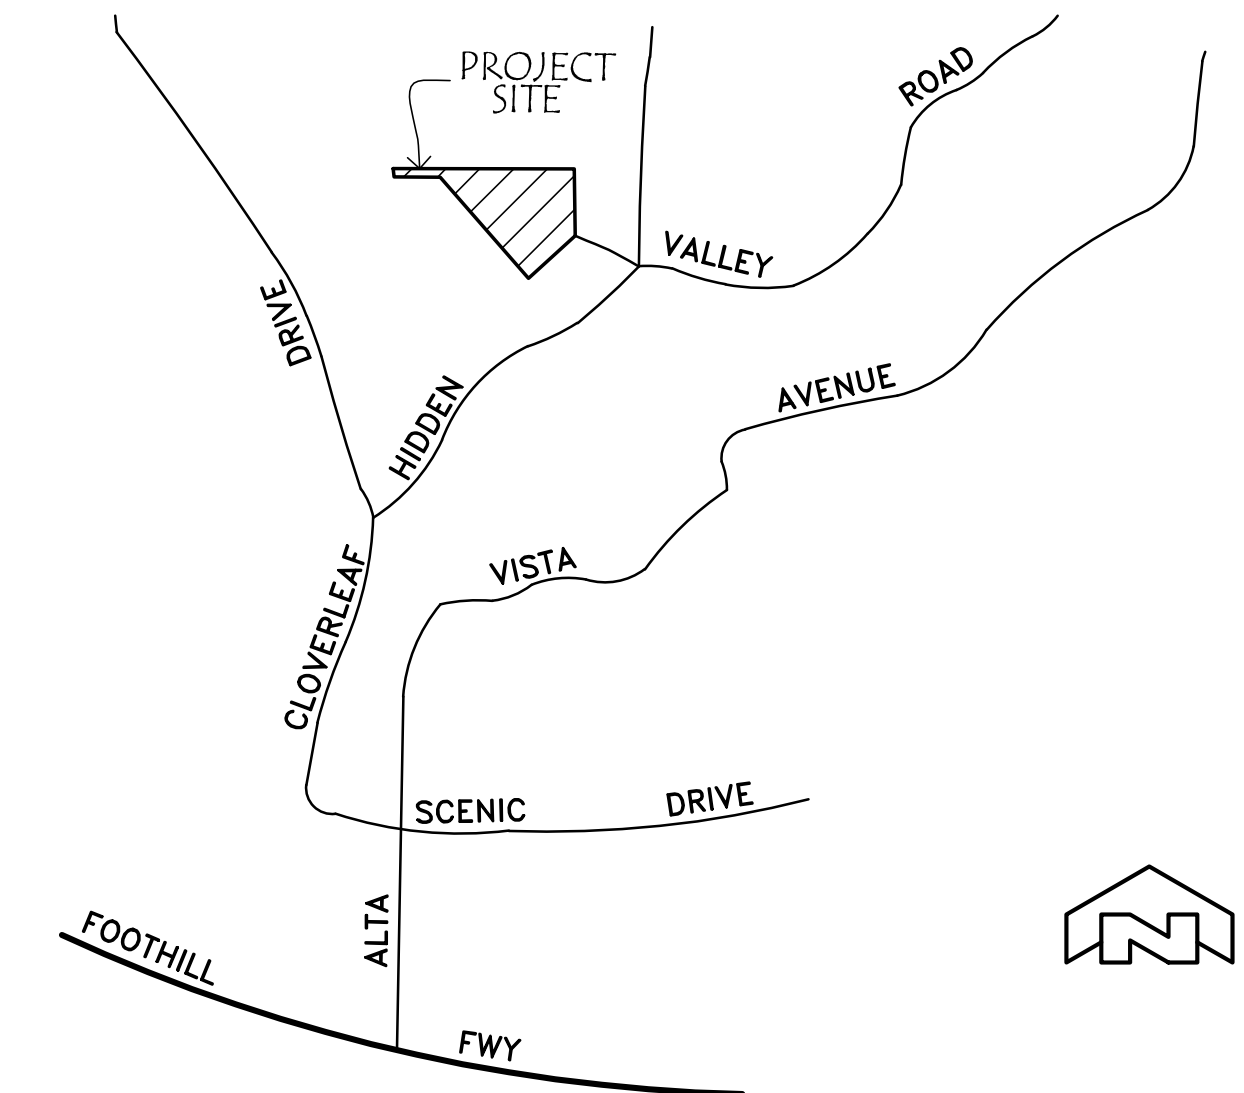 PROJECT
SITE
ROAD
VALLEY
DRIVE
HIDDEN
AVENUE
VISTA
CLOVERLEAF
SCENIC DRIVE
ALTA
FOOTHILL
FWY
N